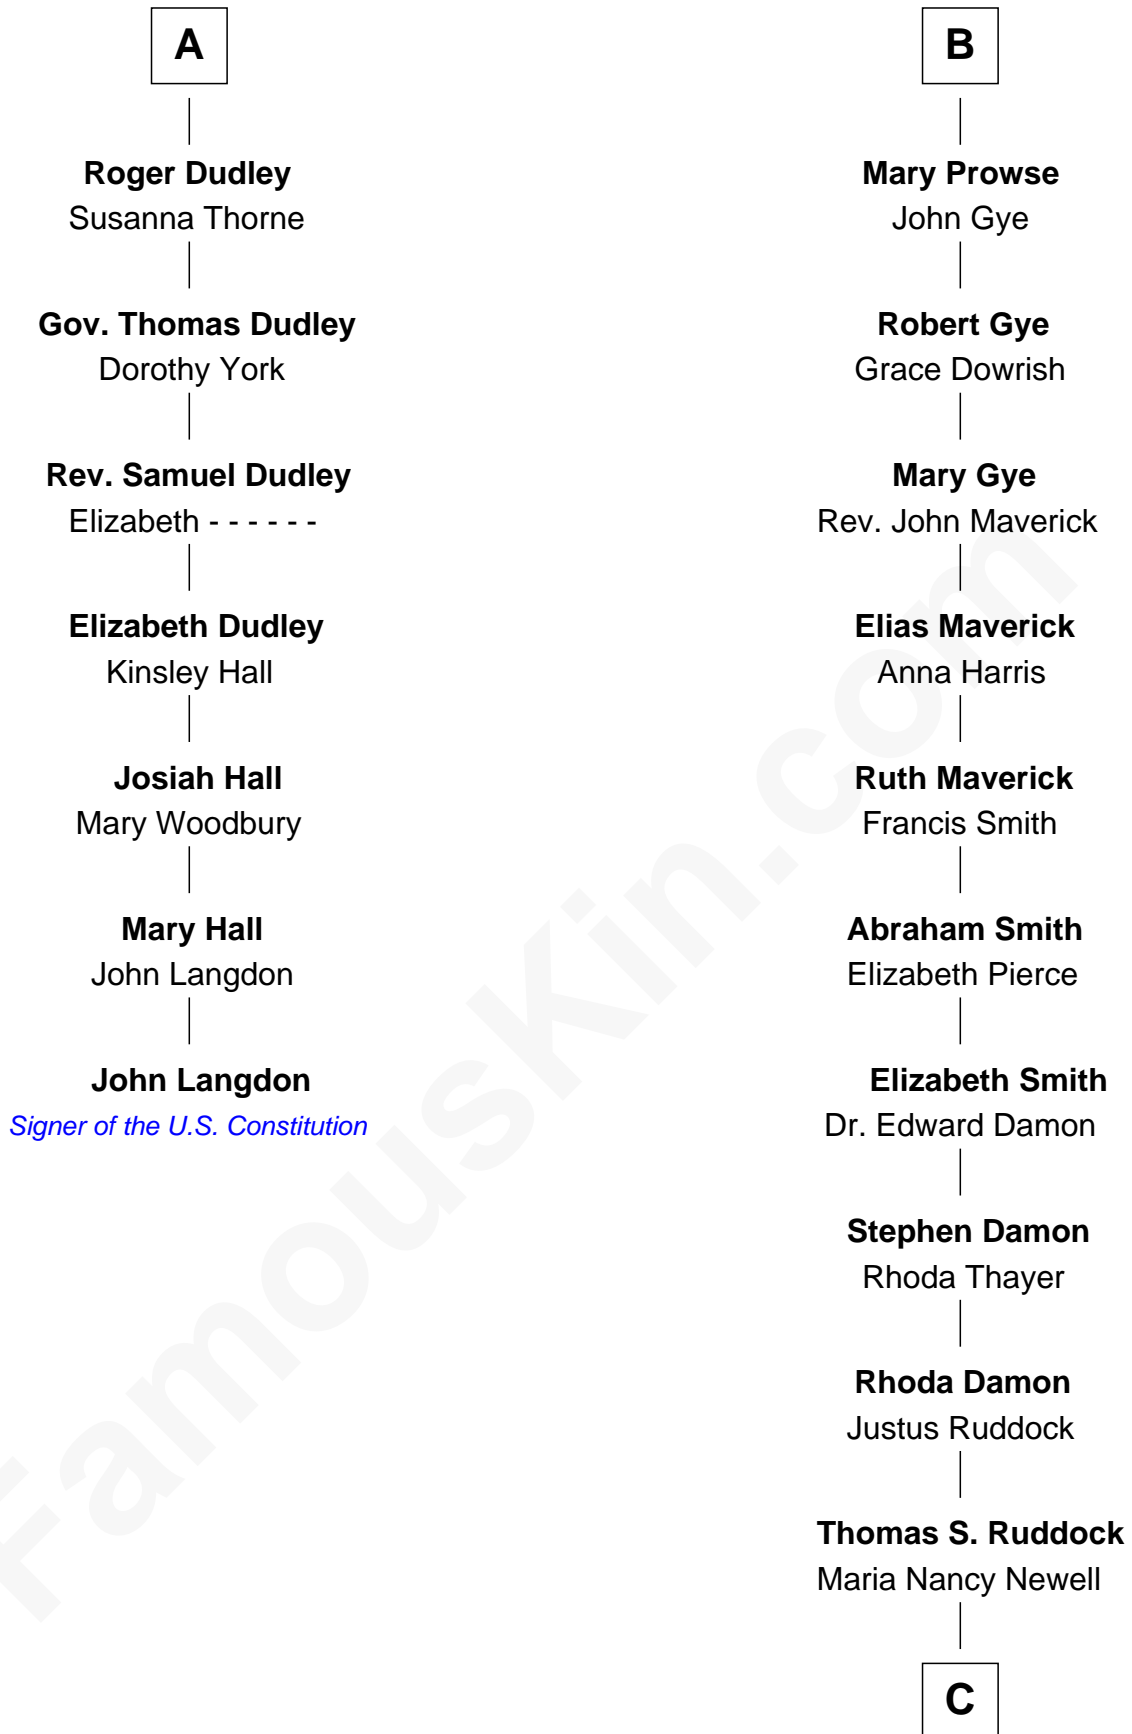 A
Roger Dudley
Susanna Thorne
Gov. Thomas Dudley
Dorothy York
Rev. Samuel Dudley
Elizabeth - - - - - -
Elizabeth Dudley
Kinsley Hall
Josiah Hall
Mary Woodbury
Mary Hall
John Langdon
John Langdon
Signer of the U.S. Constitution
B
Mary Prowse
John Gye
Robert Gye
Grace Dowrish
Mary Gye
Rev. John Maverick
Elias Maverick
Anna Harris
Ruth Maverick
Francis Smith
Abraham Smith
Elizabeth Pierce
Elizabeth Smith
Dr. Edward Damon
Stephen Damon
Rhoda Thayer
Rhoda Damon
Justus Ruddock
Thomas S. Ruddock
Maria Nancy Newell
C
FamousKin.com